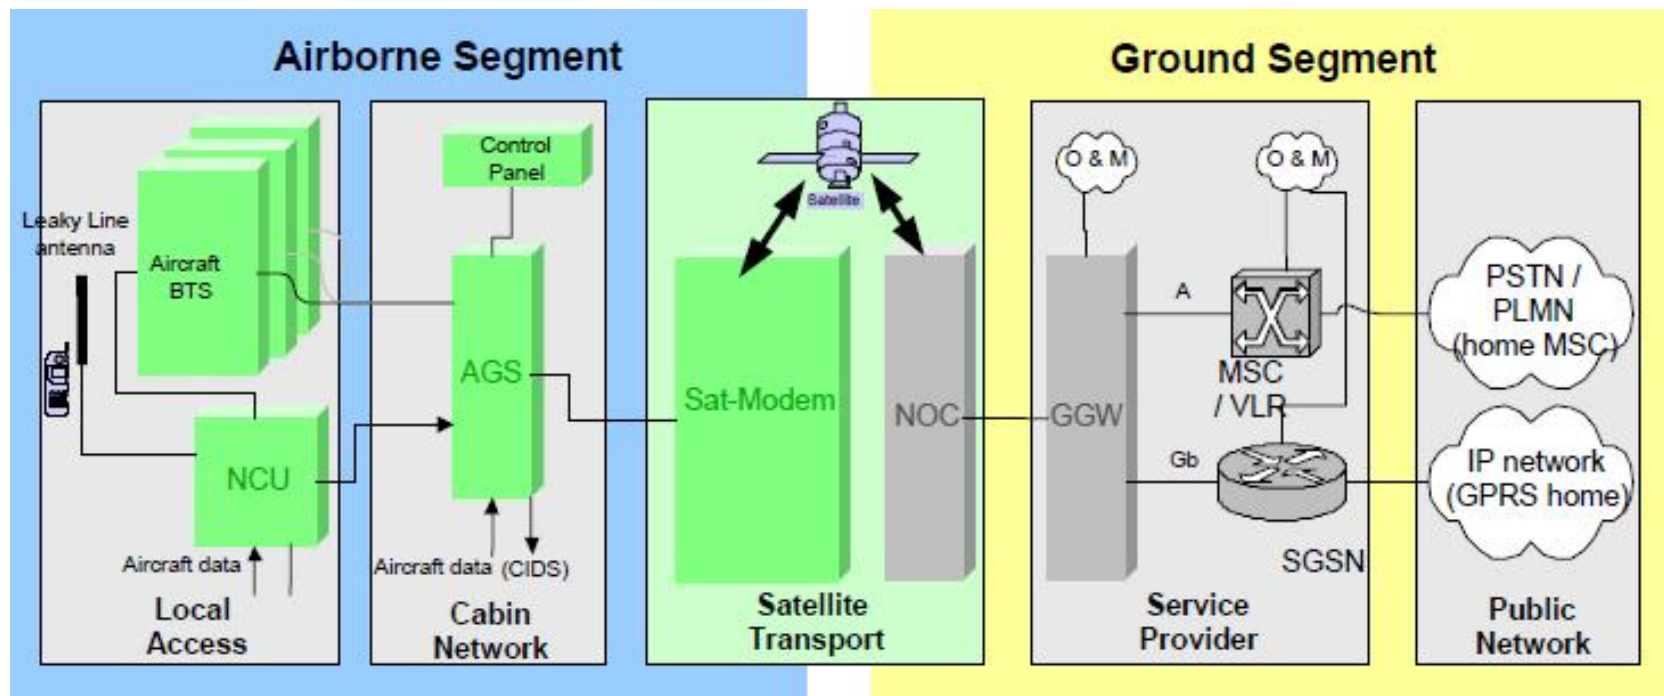 Airborne Segment
Ground Segment
Control
Panel
O & M
O & M
Satellite
Leaky Line
antenna
Aircraft
BTS
PSTN /
PLMN
(home MSC)
A
AGS
MSC
/ VLR
Sat-Modem
NOC
GGW
NCU
Gb
IP network
(GPRS home)
Aircraft data
Aircraft data (CIDS)
SGSN
Local
Access
Cabin
Network
Satellite
Transport
Service
Provider
Public
Network